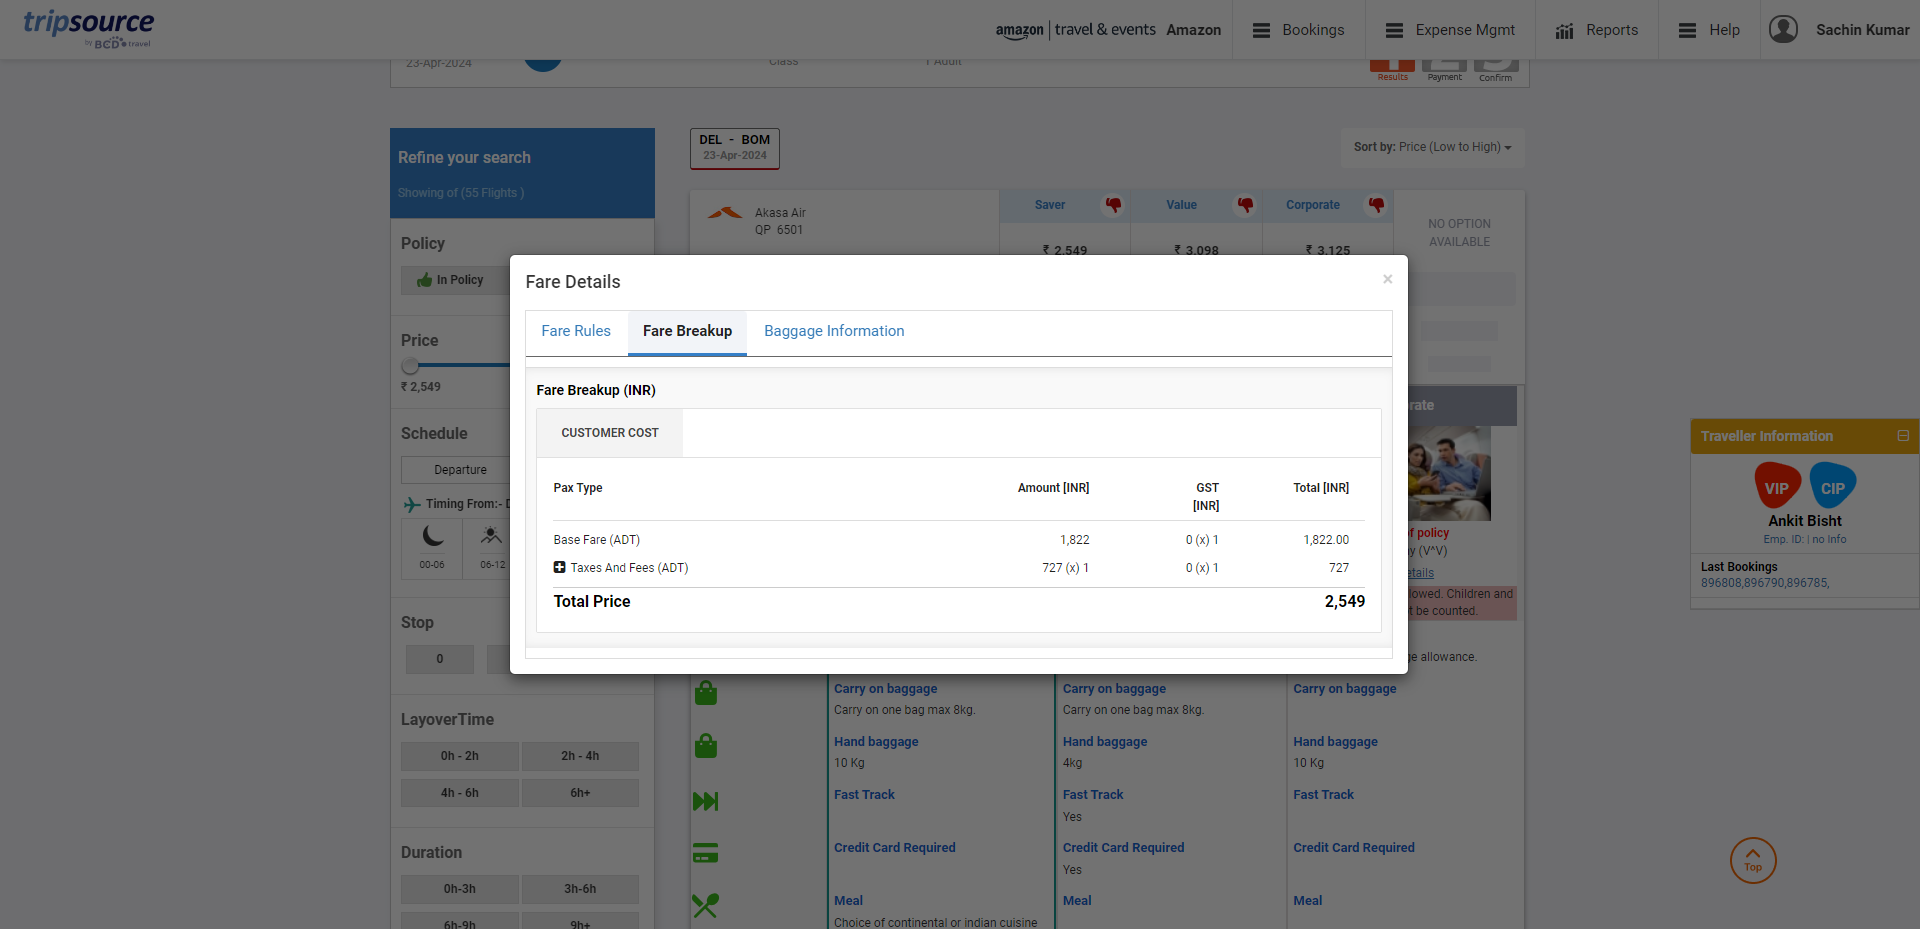 tripsource
by BCD travel
amazon | travel & events Amazon
Bookings
Expense Mgmt
Reports
Help
Sachin Kumar
23-Apr-2024
Class
1 Adult
Results
Payment
Confirm
Refine your search
Showing of (55 Flights )
DEL - BOM
23-Apr-2024
Sort by: Price (Low to High)
Policy
In Policy
Akasa Air
QP 6501
Saver
Value
Corporate
NO OPTION
AVAILABLE
₹ 2,549
₹ 3,098
₹ 3,125
Price
₹ 2,549
Schedule
Departure
Timing From:- D
00-06
06-12
Stop
0
LayoverTime
0h - 2h
2h - 4h
4h - 6h
6h+
Duration
0h-3h
3h-6h
6h-9h
9h+
Fare Details
×
Fare Rules
Fare Breakup
Baggage Information
Fare Breakup (INR)
CUSTOMER COST
Pax Type
Amount [INR]
GST
[INR]
Total [INR]
Base Fare (ADT)
1,822
0 (x) 1
1,822.00
Taxes And Fees (ADT)
727 (x) 1
0 (x) 1
727
Total Price
2,549
rate
of policy
y (V^V)
etails
lowed. Children and
t be counted.
ge allowance.
Carry on baggage
Carry on one bag max 8kg.
Carry on baggage
Carry on one bag max 8kg.
Carry on baggage
Hand baggage
10 Kg
Hand baggage
4kg
Hand baggage
10 Kg
Fast Track
Fast Track
Yes
Fast Track
Credit Card Required
Credit Card Required
Yes
Credit Card Required
Meal
Choice of continental or indian cuisine
Meal
Meal
Traveller Information
VIP
CIP
Ankit Bisht
Emp. ID: | no Info
Last Bookings
896808,896790,896785,
Top